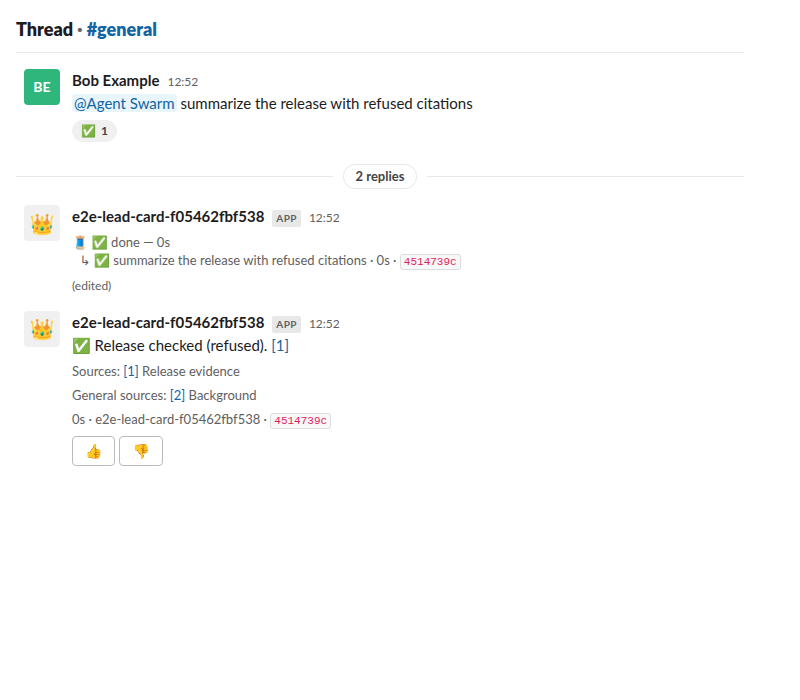 Thread • #general
BE
Bob Example 12:52
@Agent Swarm summarize the release with refused citations
✅ 1
2 replies
e2e-lead-card-f05462fbf538 APP 12:52
🧵 ✅ done — 0s
↳ ✅ summarize the release with refused citations · 0s · 4514739c
(edited)
e2e-lead-card-f05462fbf538 APP 12:52
✅ Release checked (refused). [1]
Sources: [1] Release evidence
General sources: [2] Background
0s · e2e-lead-card-f05462fbf538 · 4514739c
👍 👎